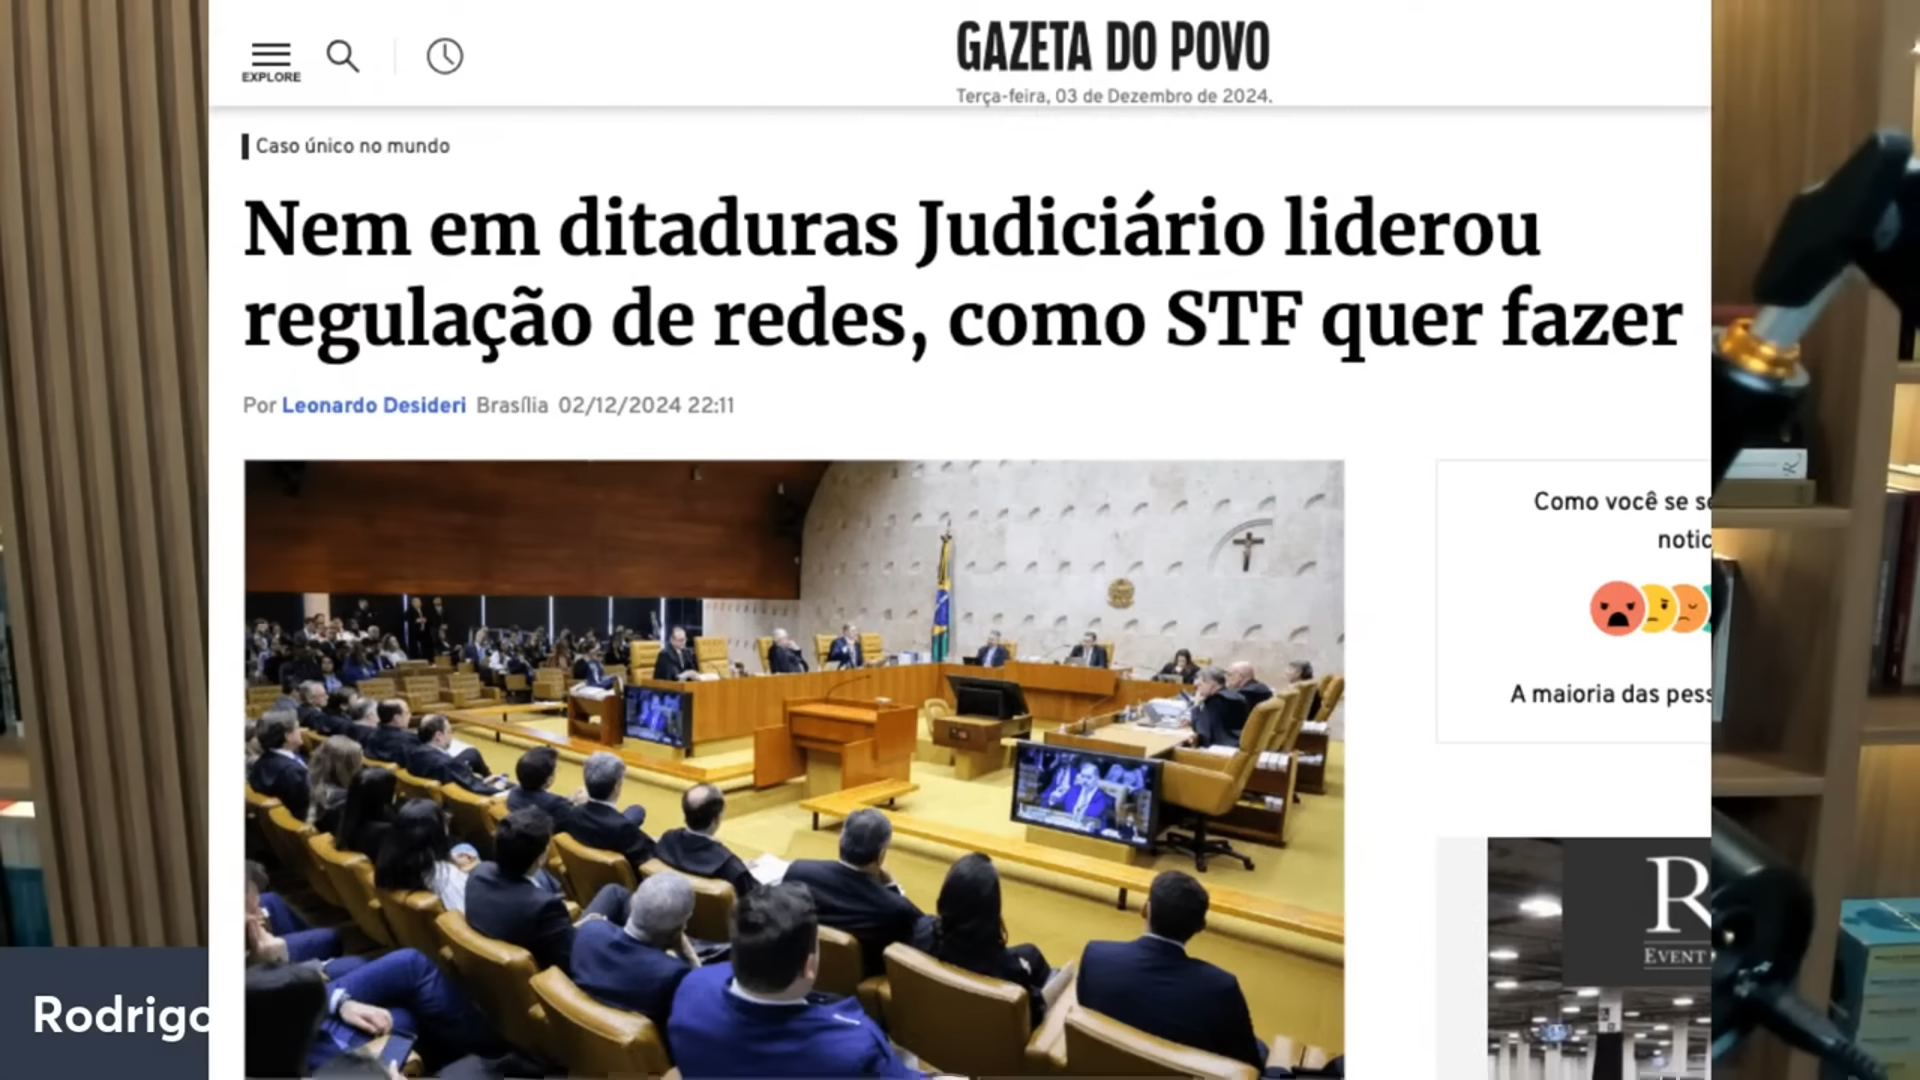 EXPLORE
GAZETA DO POVO
Terça-feira, 03 de Dezembro de 2024.
Caso único no mundo
Nem em ditaduras Judiciário liderou
regulação de redes, como STF quer fazer
Por Leonardo Desideri Brasília 02/12/2024 22:11
Como você se se
notic
A maioria das pess
R
EVENT
Rodrigo